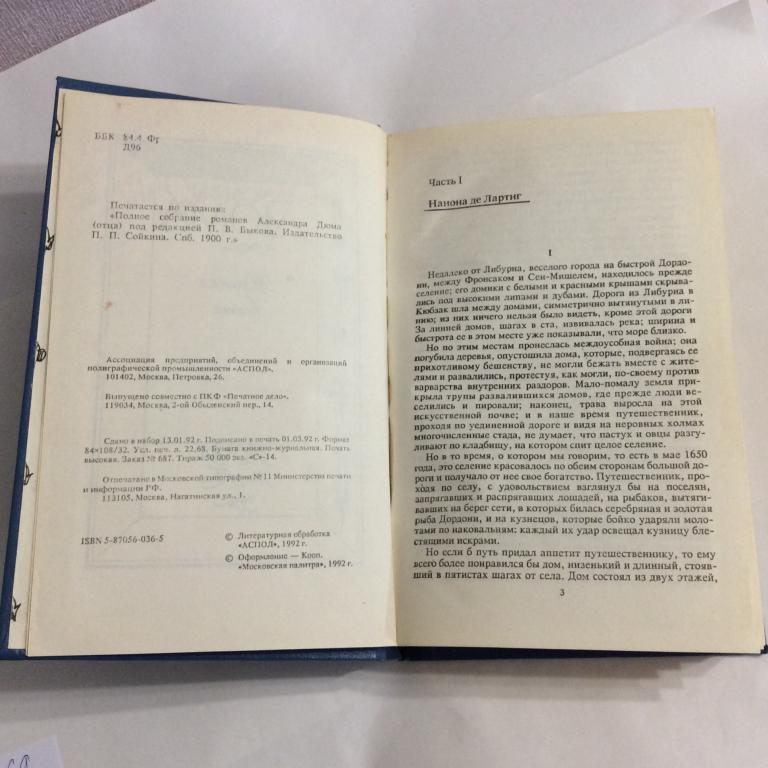 ББК 84.4 Фр
Д96
Печатается по изданию:
«Полное собрание романов Александра Дюма
(отца) под редакцией П. В. Быкова. Издательство
П. П. Сойкина. Спб. 1900 г.»
Ассоциация предприятий, объединений и организаций
полиграфической промышленности «АСПОЛ».
101402, Москва, Петровка, 26.
Выпущено совместно с ПКФ «Печатное дело».
119034, Москва, 2-ой Обыденский пер., 14.
Сдано в набор 13.01.92 г. Подписано в печать 01.03.92 г. Формат
84×108/32. Усл. печ. л. 22,68. Бумага книжно-журнальная. Печать
высокая. Заказ № 687. Тираж 50 000 экз. «С»-14.
Отпечатано в Московской типографии № 11 Министерства печати
и информации РФ.
113105, Москва, Нагатинская ул., 1.
ISBN 5-87056-036-5
© Литературная обработка
«АСПОЛ», 1992 г.
© Оформление — Кооп.
«Московская палитра», 1992 г.
Часть I
Нанона де Лартиг
I
Недалеко от Либурна, веселого города на быстрой Дордо-
ни, между Фронсаком и Сен-Мишелем, находилось прежде
селение; его домики с белыми и красными крышами скрыва-
лись под высокими липами и дубами. Дорога из Либурна в
Кюбзак шла между домами, симметрично вытянутыми в ли-
нию; из них ничего нельзя было видеть, кроме этой дороги
За линией домов, шагах в ста, извивалась река; ширина и
быстрота ее в этом месте уже показывали, что море близко.
Но по этим местам пронеслась междоусобная война; она
погубила деревья, опустошила дома, которые, подвергаясь ее
прихотливому бешенству, не могли бежать вместе с жите-
лями и развалились, протестуя, как могли, по-своему против
варварства внутренних раздоров. Мало-помалу земля при-
крыла трупы развалившихся домов, где прежде люди ве-
селились и пировали; наконец, трава выросла на этой
искусственной почве; и в наше время путешественник,
проходя по уединенной дороге и видя на неровных холмах
многочисленные стада, не думает, что пастух и овцы разгу-
ливают по кладбищу, на котором спит целое селение.
Но в то время, о котором мы говорим, то есть в мае 1650
года, это селение красовалось по обеим сторонам большой до-
роги и получало от нее свое богатство. Путешественник, пр-
оходя по селу, с удовольствием взглянул бы на поселян,
запрягавших и распрягавших лошадей, на рыбаков, вытяги-
вавших на берег сети, в которых билась серебряная и золотая
рыба Дордони, и на кузнецов, которые бойко ударяли моло-
тами по наковальням: каждый их удар освещал кузницу бле-
стящими искрами.
Но если б путь придал аппетит путешественнику, то ему
всего более понравился бы дом, низенький и длинный, стояв-
ший в пятистах шагах от села. Дом состоял из двух этажей,
3